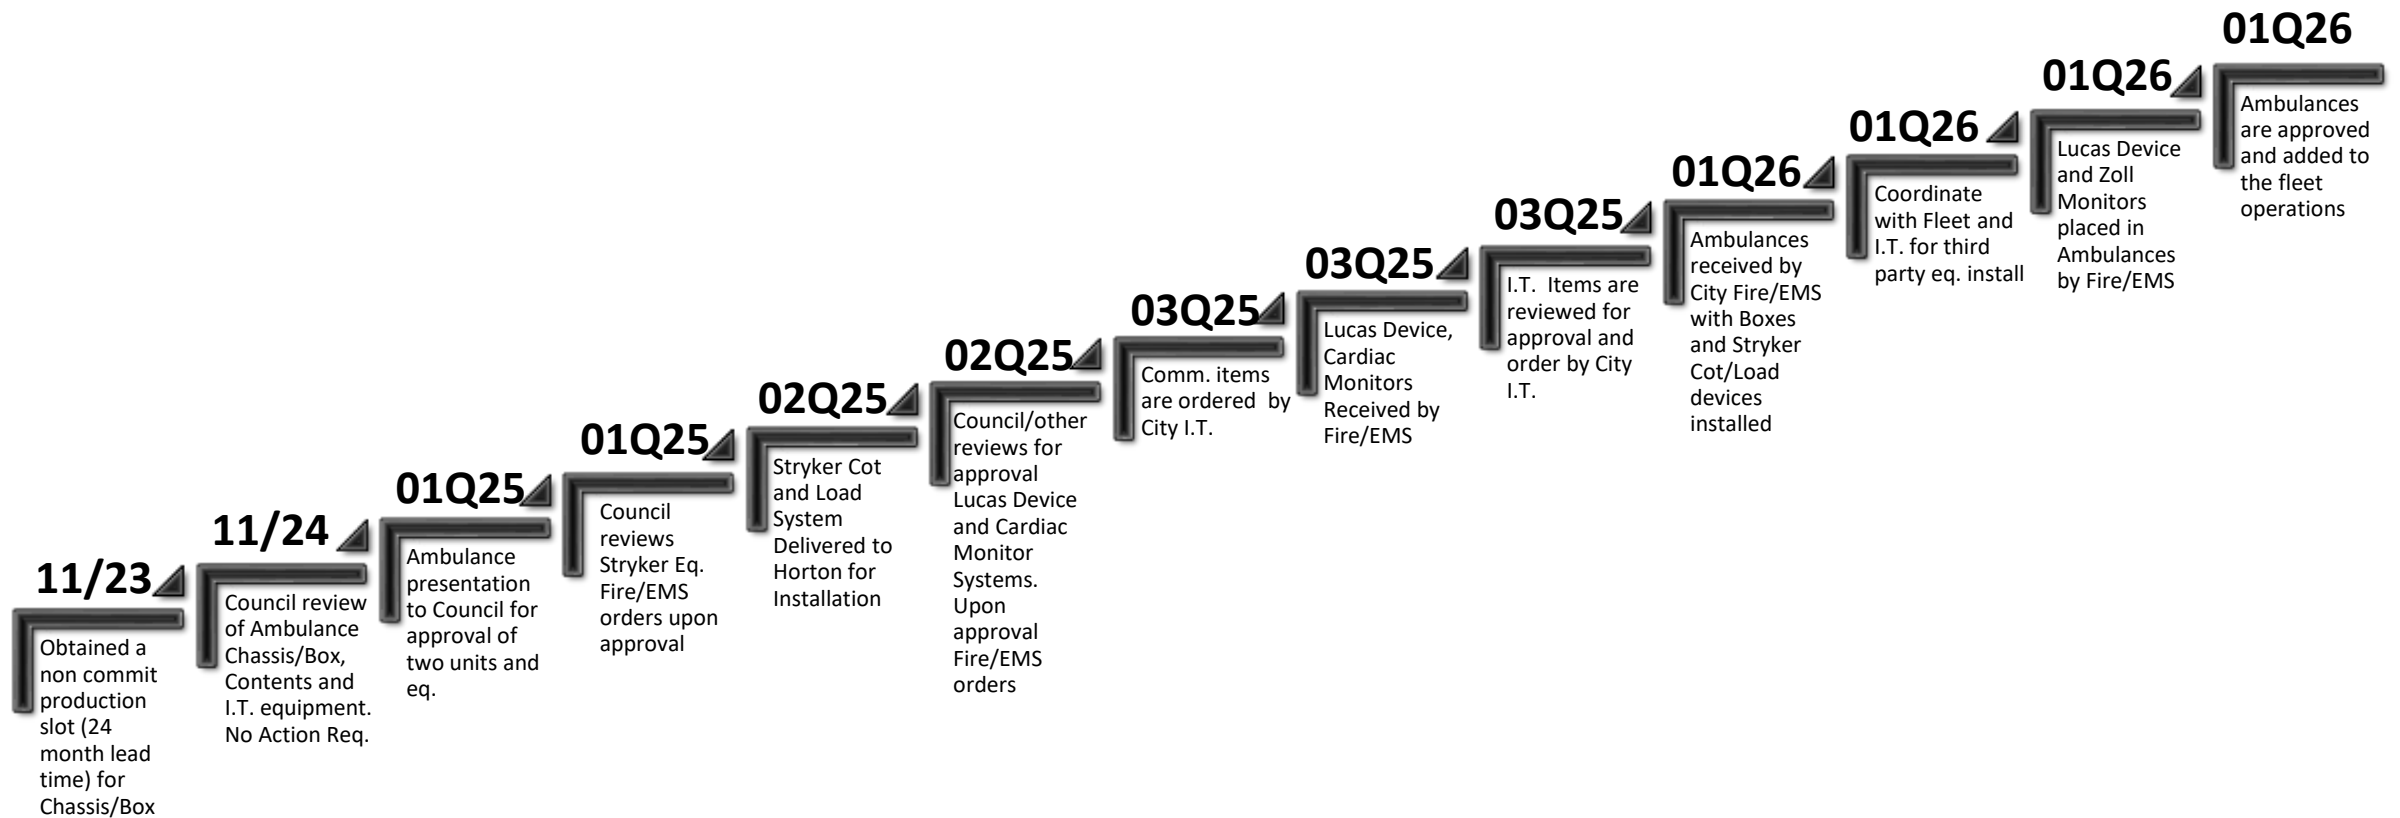 11/23
Obtained a
non commit
production
slot (24
month lead
time) for
Chassis/Box
11/24
Council review
of Ambulance
Chassis/Box,
Contents and
I.T. equipment.
No Action Req.
01Q25
Ambulance
presentation
to Council for
approval of
two units and
eq.
01Q25
Council
reviews
Stryker Eq.
Fire/EMS
orders upon
approval
02Q25
Stryker Cot
and Load
System
Delivered to
Horton for
Installation
02Q25
Council/other
reviews for
approval
Lucas Device
and Cardiac
Monitor
Systems.
Upon
approval
Fire/EMS
orders
03Q25
Comm. items
are ordered  by
City I.T.
03Q25
Lucas Device,
Cardiac
Monitors
Received by
Fire/EMS
03Q25
I.T.  Items are
reviewed for
approval and
order by City
I.T.
01Q26
Ambulances
received by
City Fire/EMS
with Boxes
and Stryker
Cot/Load
devices
installed
01Q26
Coordinate
with Fleet and
I.T. for third
party eq. install
01Q26
Lucas Device
and Zoll
Monitors
placed in
Ambulances
by Fire/EMS
01Q26
Ambulances
are approved
and added to
the fleet
operations